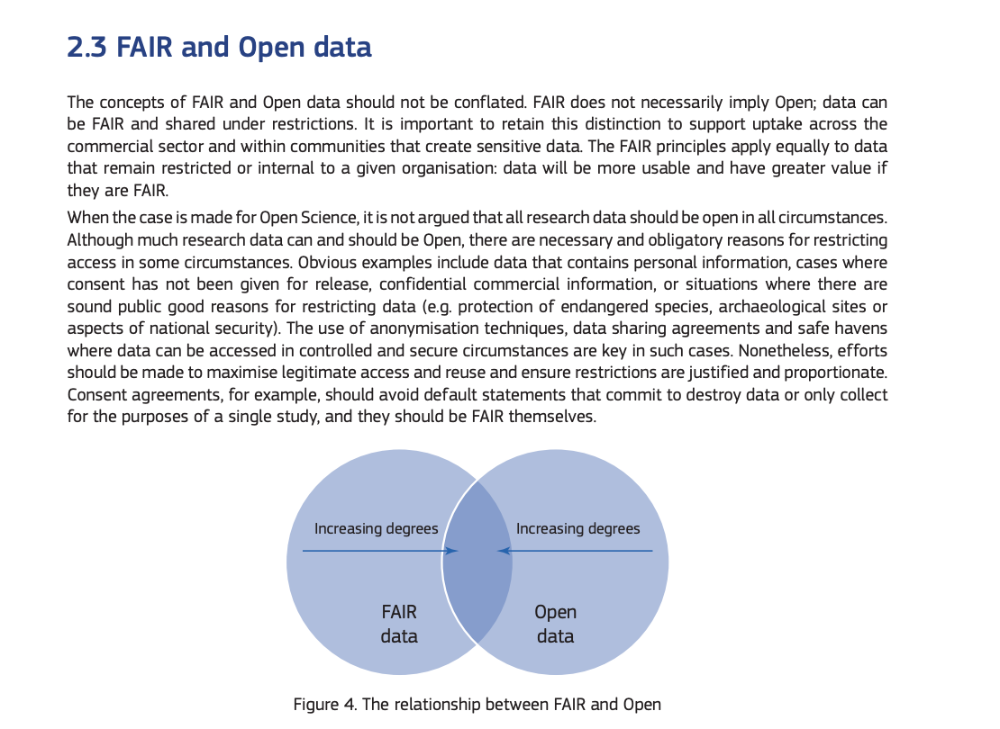 2.3 FAIR and Open data
The concepts of FAIR and Open data should not be conflated. FAIR does not necessarily imply Open; data can
be FAIR and shared under restrictions. It is important to retain this distinction to support uptake across the
commercial sector and within communities that create sensitive data. The FAIR principles apply equally to data
that remain restricted or internal to a given organisation: data will be more usable and have greater value if
they are FAIR.
When the case is made for Open Science, it is not argued that all research data should be open in all circumstances.
Although much research data can and should be Open, there are necessary and obligatory reasons for restricting
access in some circumstances. Obvious examples include data that contains personal information, cases where
consent has not been given for release, confidential commercial information, or situations where there are
sound public good reasons for restricting data (e.g. protection of endangered species, archaeological sites or
aspects of national security). The use of anonymisation techniques, data sharing agreements and safe havens
where data can be accessed in controlled and secure circumstances are key in such cases. Nonetheless, efforts
should be made to maximise legitimate access and reuse and ensure restrictions are justified and proportionate.
Consent agreements, for example, should avoid default statements that commit to destroy data or only collect
for the purposes of a single study, and they should be FAIR themselves.
Increasing degrees
Increasing degrees
FAIR
data
Open
data
Figure 4. The relationship between FAIR and Open